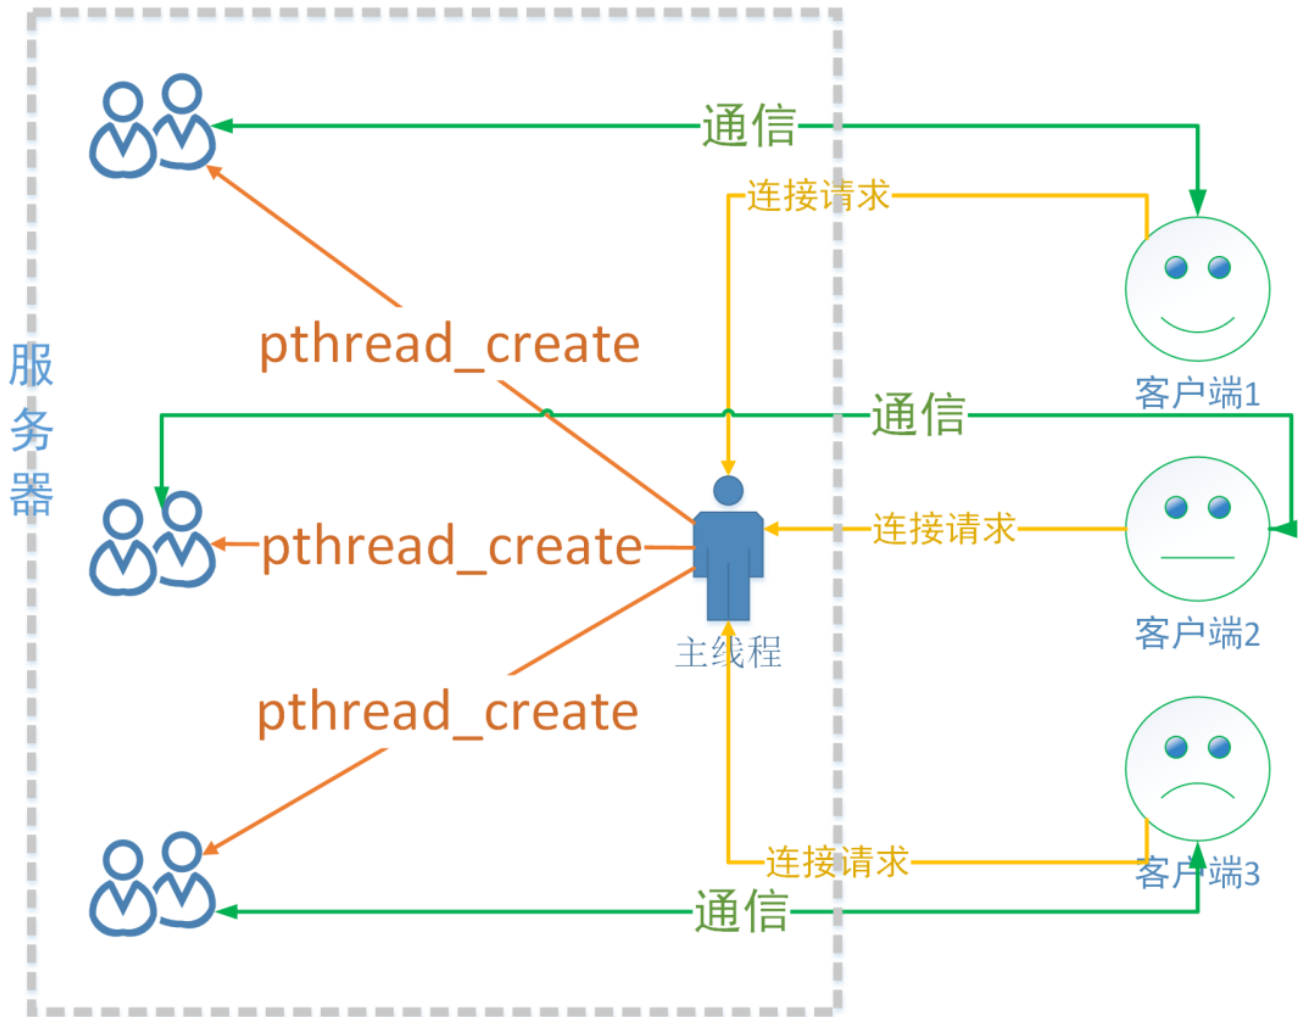 通信
连接请求
pthread_create
服务器
客户端1
通信
pthread_create
连接请求
主线程
客户端2
pthread_create
连接请求
客户端3
通信